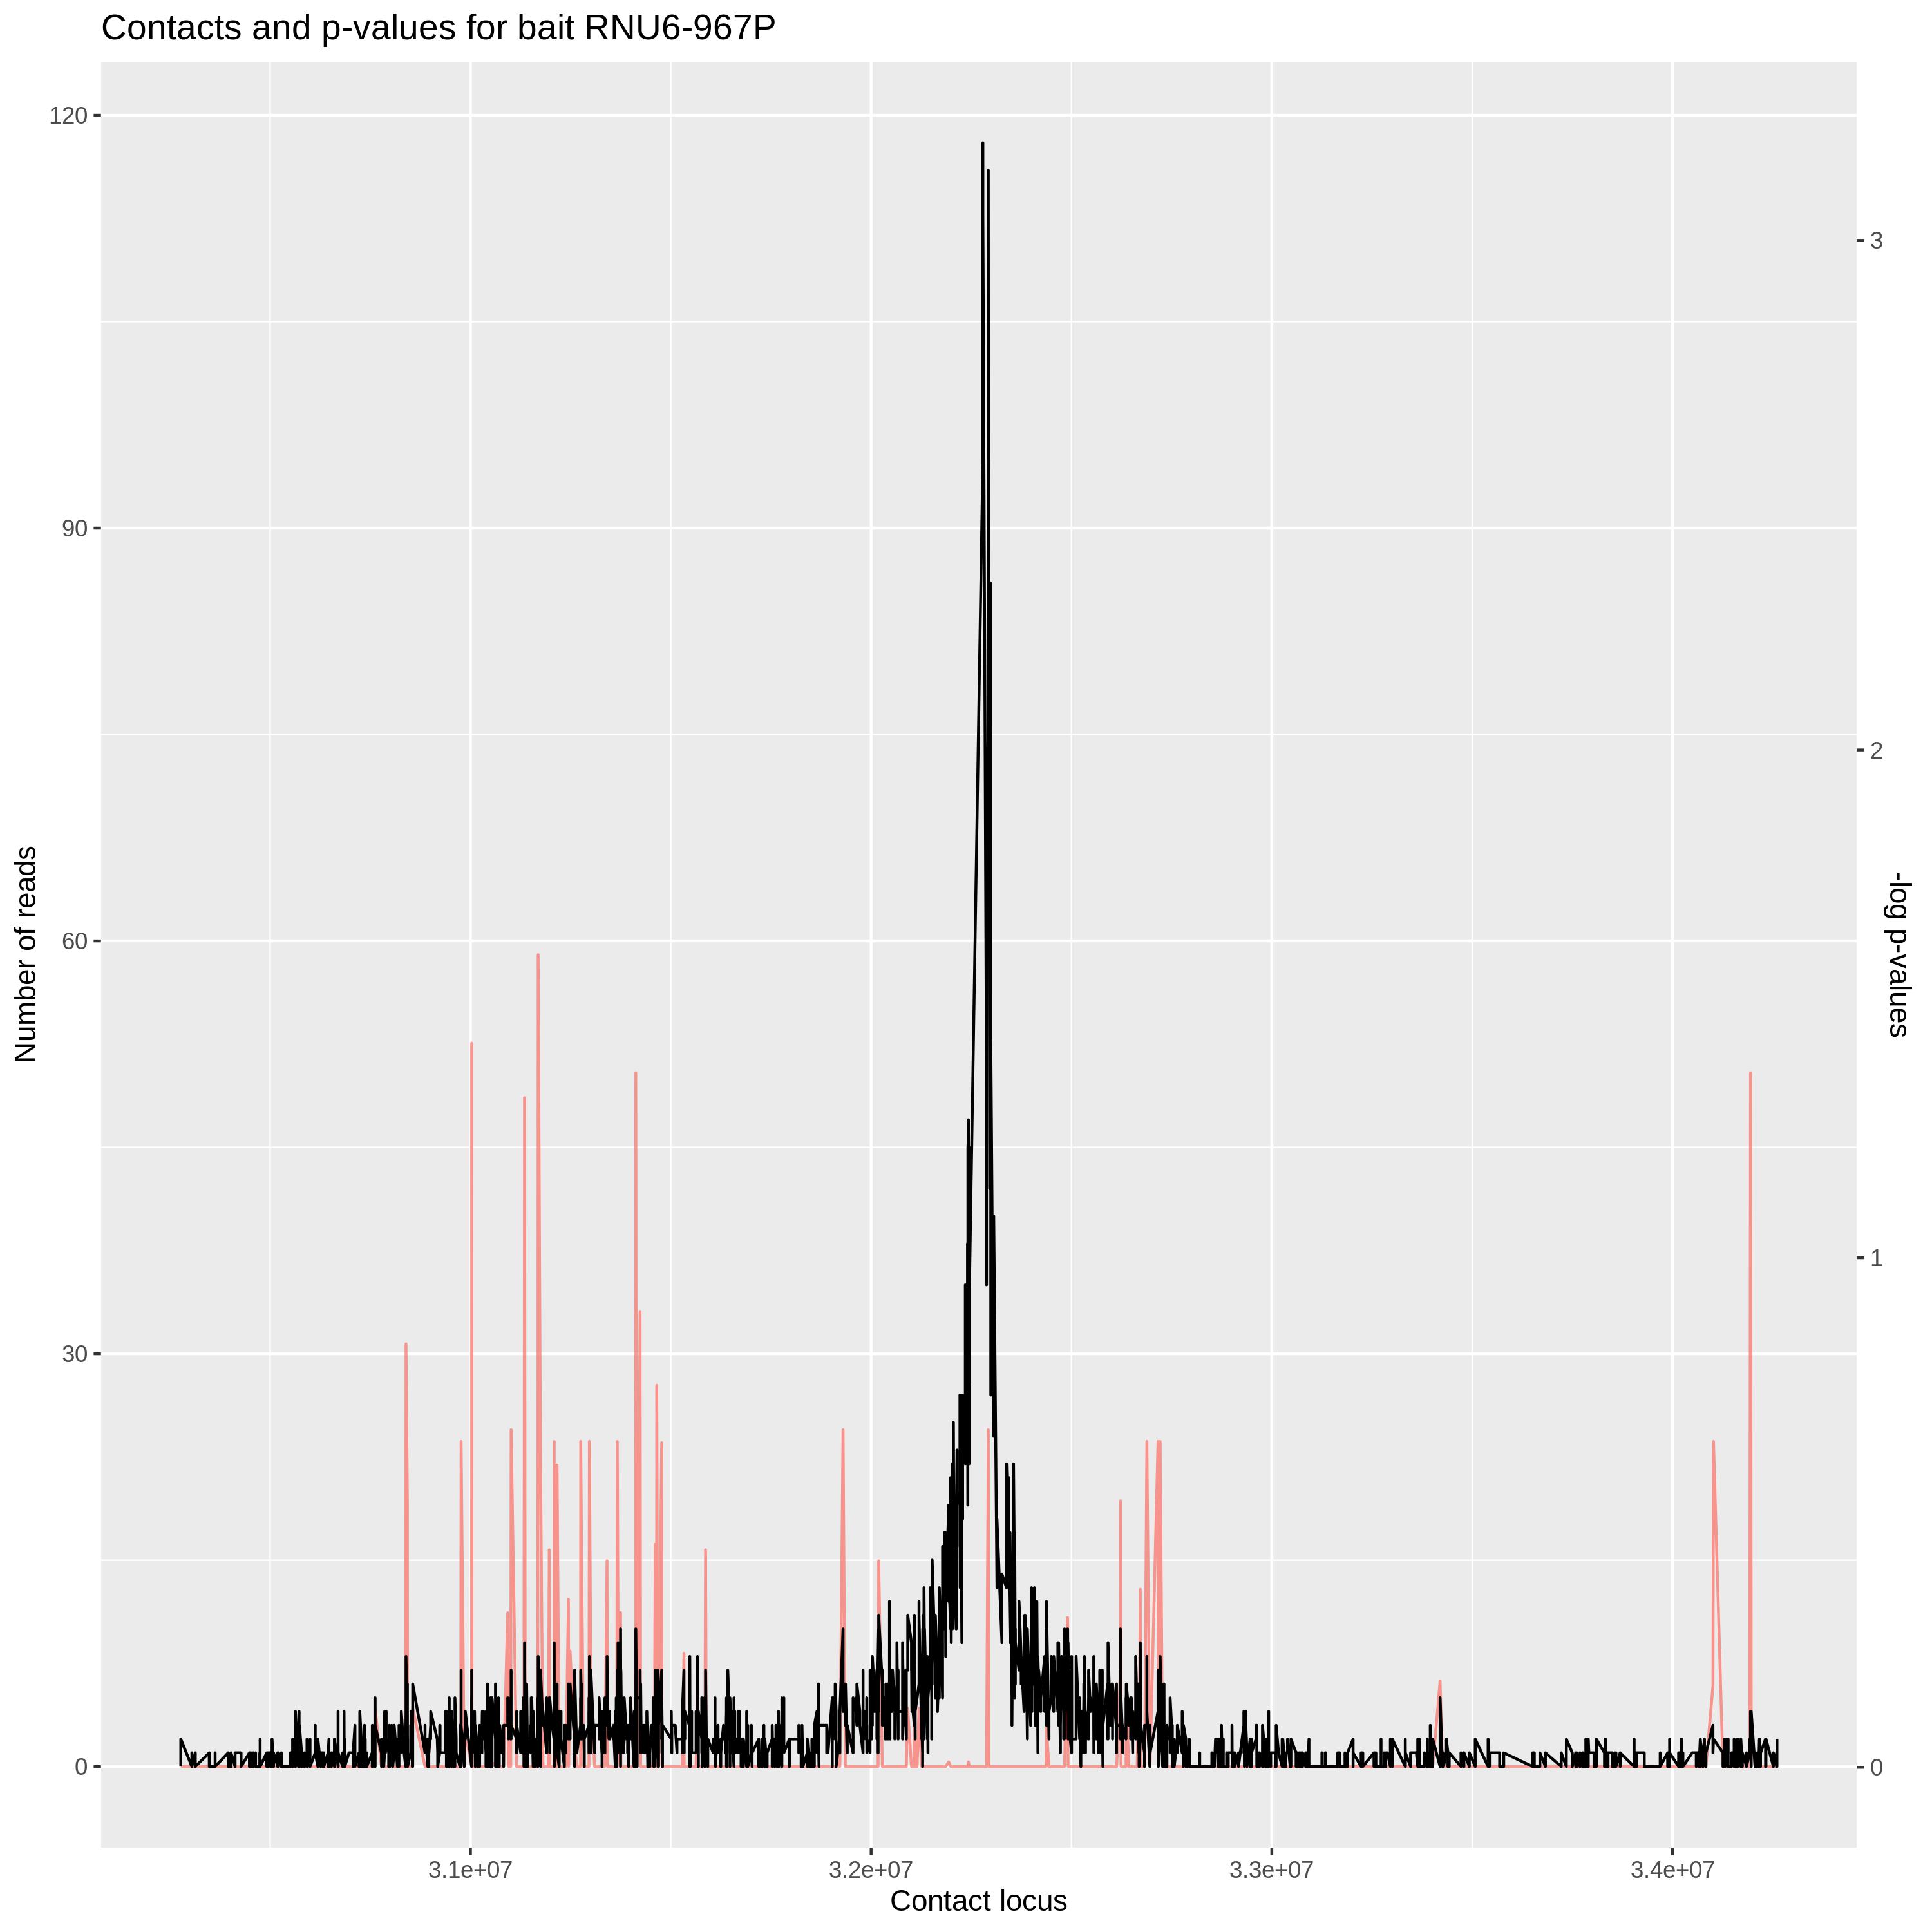 Contacts and p-values for bait RNU6-967P
120
90
60
30
0
Number of reads
3
2
1
0
-log p-values
3.1e+07
3.2e+07
3.3e+07
3.4e+07
Contact locus